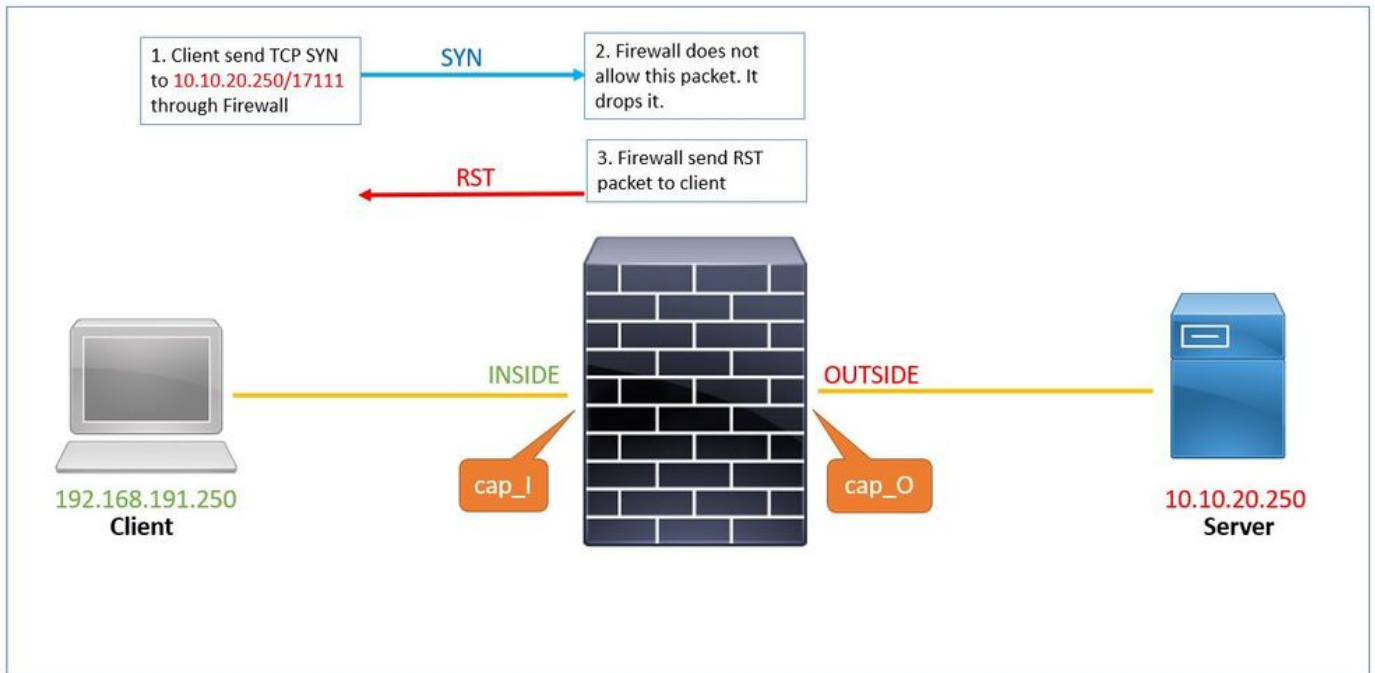 1. Client send TCP SYN
to 10.10.20.250/17111
through Firewall
SYN
2. Firewall does not
allow this packet. It
drops it.
RST
3. Firewall send RST
packet to client
INSIDE
OUTSIDE
cap_I
cap_O
192.168.191.250
Client
10.10.20.250
Server